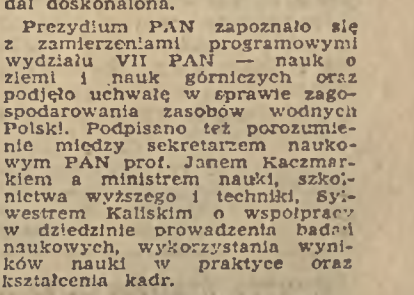 dal doskonalona.
Prezydium PAN zapoznało się
z zamierzeniami programowymi
wydziału VII PAN — nauk o
ziemi i nauk górniczych oraz
podjęło uchwałę w sprawie zago-
spodarowania zasobów wodnych
Polski. Podpisano też porozumie-
nie między sekretarzem nauko-
wym PAN prof. Janem Kaczmar-
kiem a ministrem nauki, szkol-
nictwa wyższego i techniki, Syl-
westrem Kaliskim o współpracy
w dziedzinie prowadzenia badań
naukowych, wykorzystania wyni-
ków nauki w praktyce oraz
kształcenia kadr.